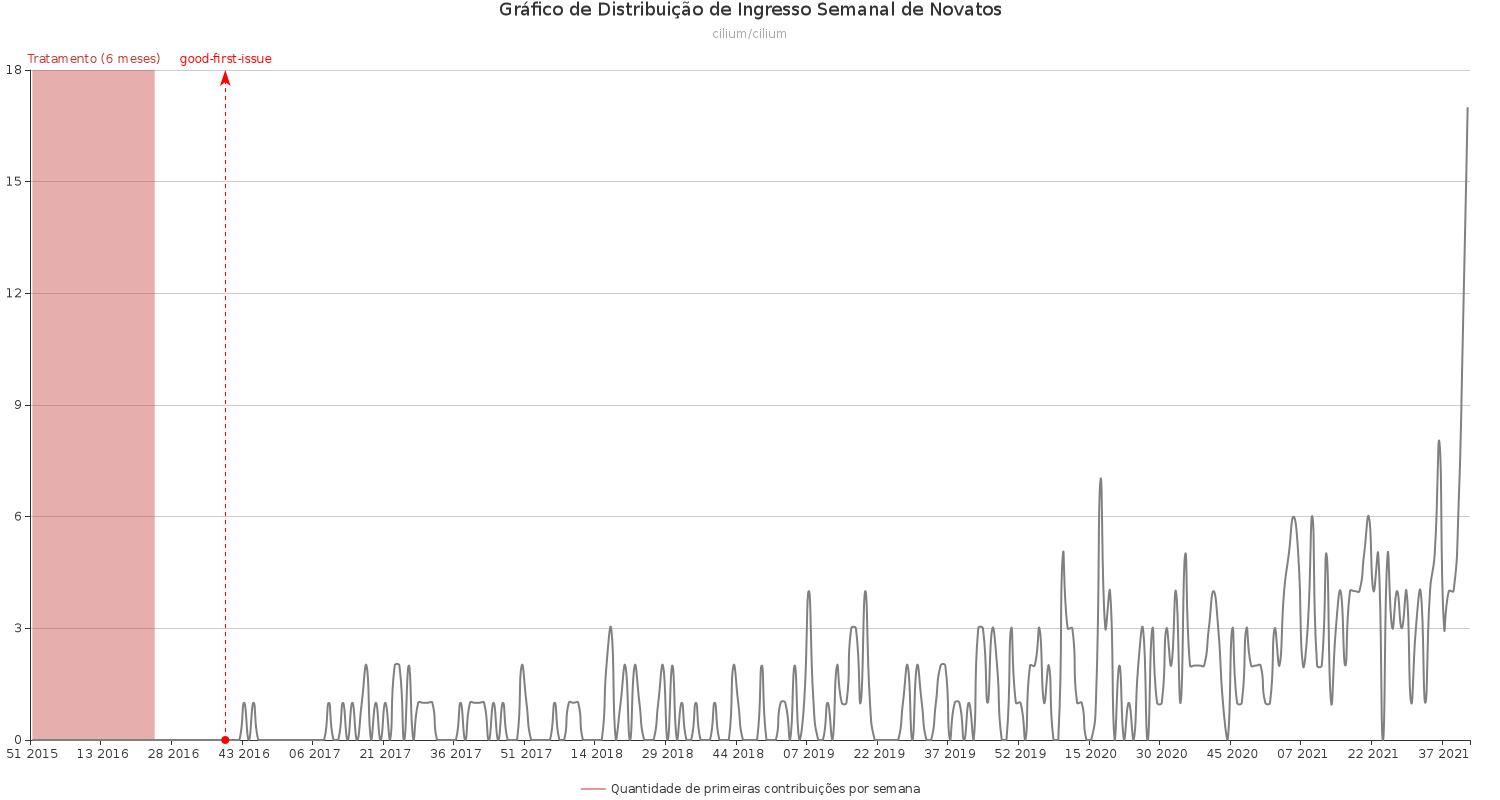 Gráfico de Distribuição de Ingresso Semanal de Novatos
cilium/cilium
Tratamento (6 meses) good-first-issue
18
15
12
9
6
3
0
51 2015 13 2016 28 2016 43 2016 06 2017 21 2017 36 2017 51 2017 14 2018 29 2018 44 2018 07 2019 22 2019 37 2019 52 2019 15 2020 30 2020 45 2020 07 2021 22 2021 37 2021
Quantidade de primeiras contribuições por semana